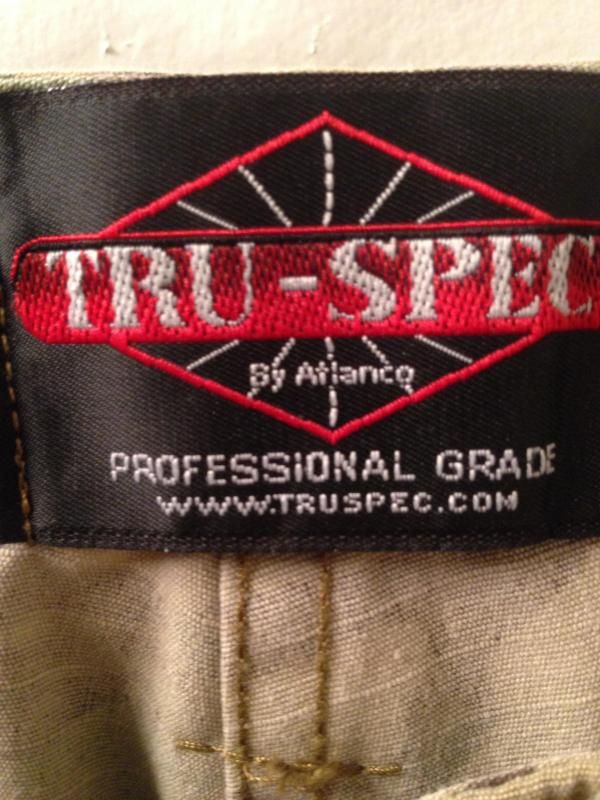 TRU-SPEC
By Atlanco
PROFESSIONAL GRADE
WWW.TRUSPEC.COM